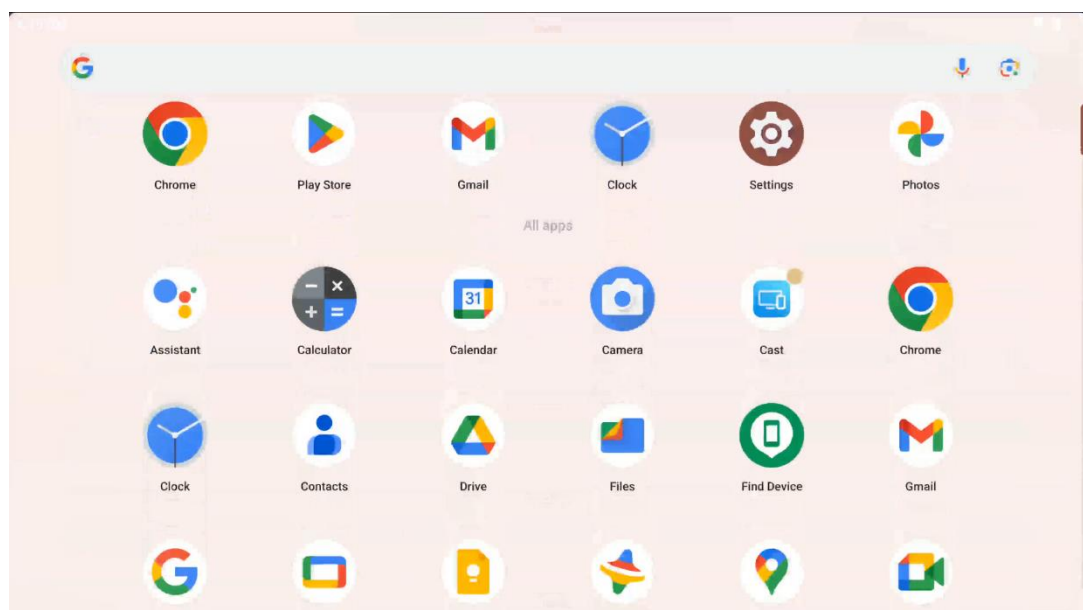 Chrome Play Store Gmail Clock Settings Photos
All apps
Assistant Calculator Calendar Camera Cast Chrome
31
Clock Contacts Drive Files Find Device Gmail